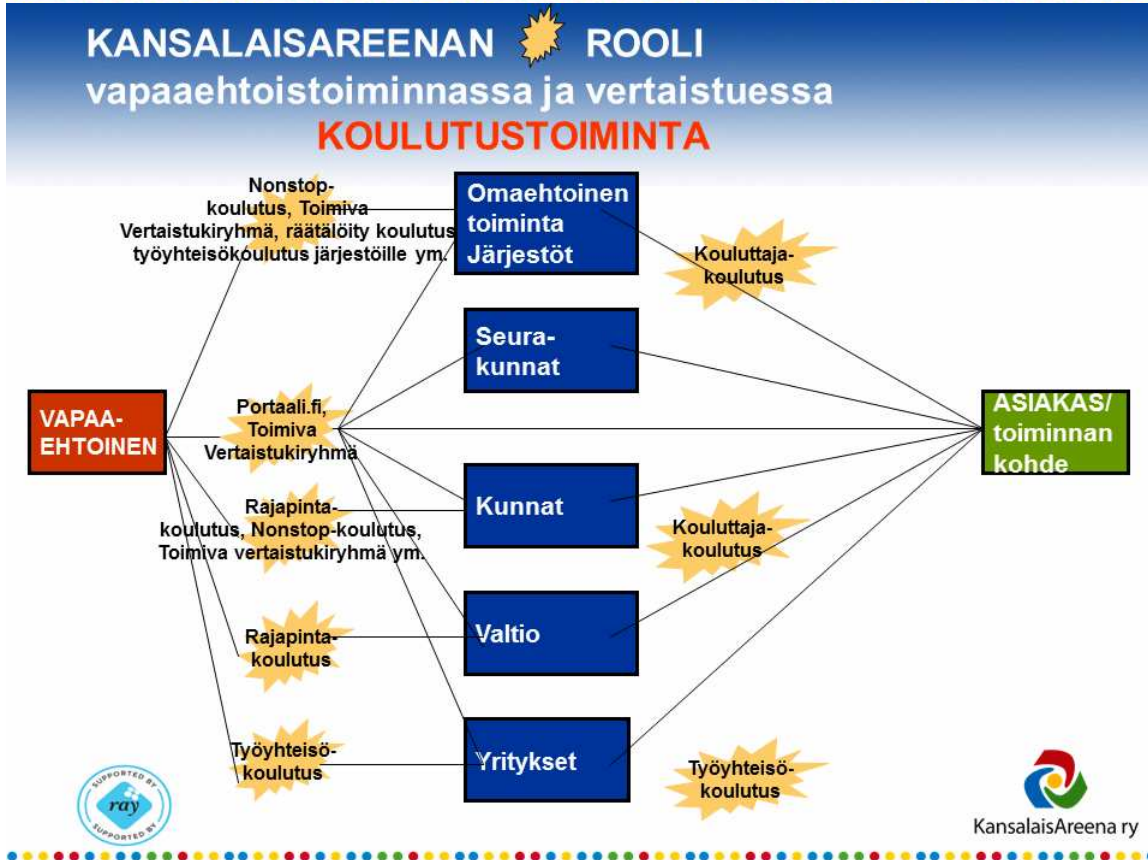 KANSALAISAREENAN ROOLI
vapaaehtoistoiminnassa ja vertaistuessa
KOULUTUSTOIMINTA
Nonstop-
koulutus, Toimiva
Vertaistukiryhmä, räätälöity koulutus
työyhteisökoulutus järjestöille ym.
Omaehtoinen
toiminta
Järjestöt
Kouluttaja-
koulutus
Seura-
kunnat
VAPAA-
EHTOINEN
Portaali.fi,
Toimiva
Vertaistukiryhmä
ASIAKAS/
toiminnan
kohde
Rajapinta-
koulutus, Nonstop-koulutus,
Toimiva vertaistukiryhmä ym.
Kunnat
Kouluttaja-
koulutus
Rajapinta-
koulutus
Valtio
Työyhteisö-
koulutus
Yritykset
Työyhteisö-
koulutus
SUPPORTED BY
ray
SUPPORTED BY
KansalaisAreena ry